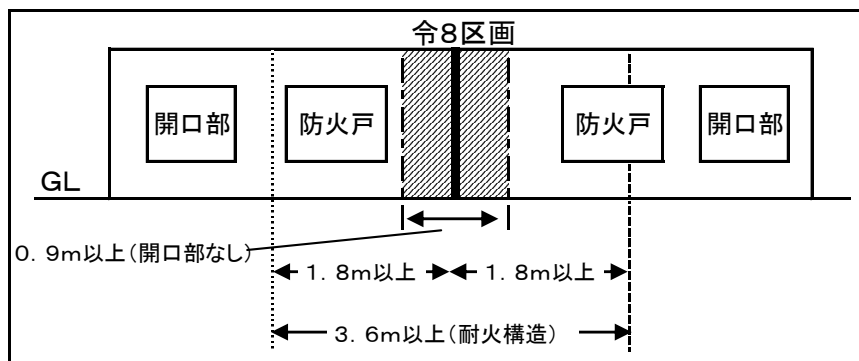 令8区画
開口部
防火戸
防火戸
開口部
GL
0.9m以上(開口部なし)
1.8m以上
1.8m以上
3.6m以上(耐火構造)